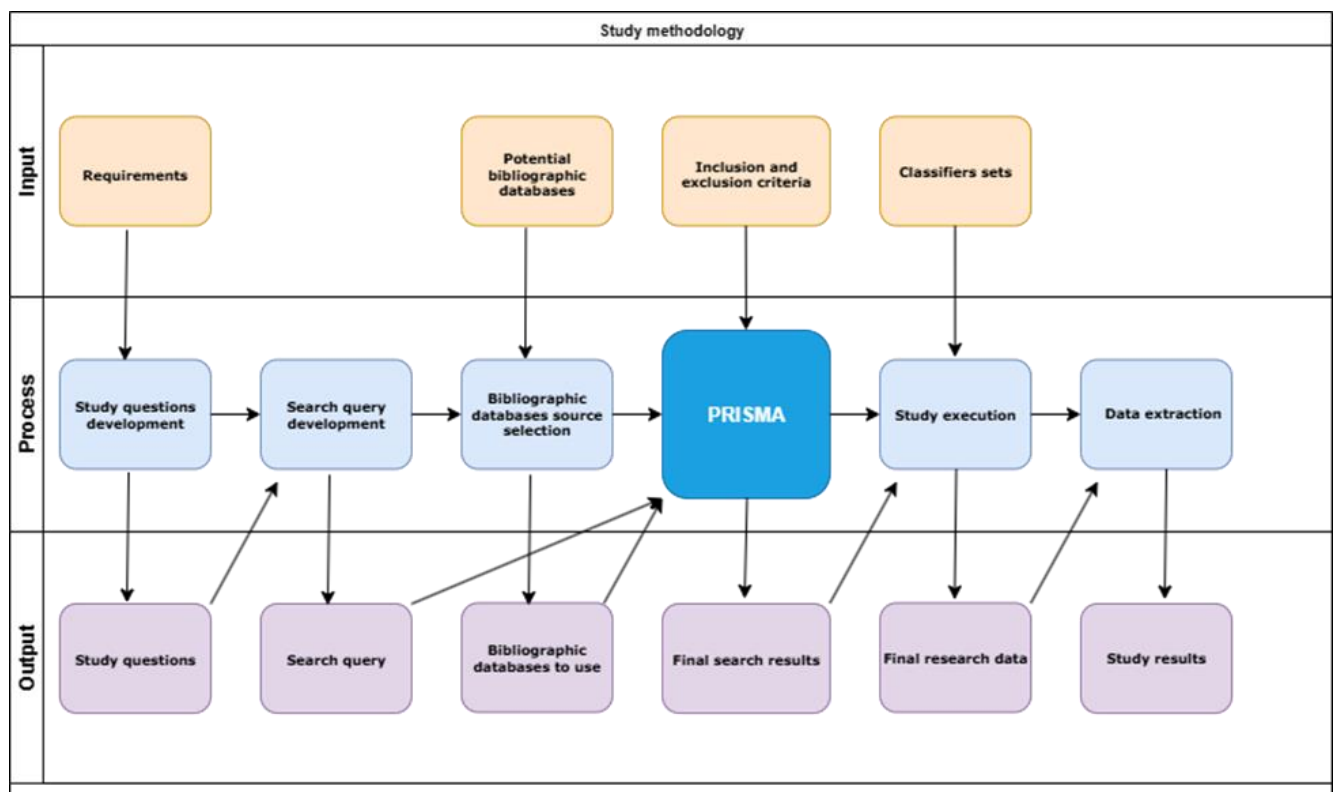 Study methodology
Input
Requirements
Potential
bibliographic
databases
Inclusion and
exclusion criteria
Classifiers sets
Process
Study questions
development
Search query
development
Bibliographic
databases source
selection
PRISMA
Study execution
Data extraction
Output
Study questions
Search query
Bibliographic
databases to use
Final search results
Final research data
Study results